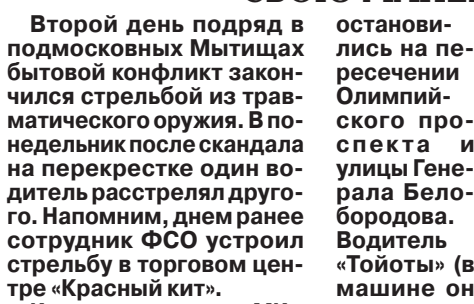 Второй день подряд в
подмосковных Мытищах
бытовой конфликт закон-
чился стрельбой из трав-
матического оружия. В по-
недельник после скандала
на перекрестке один во-
дитель расстрелял друго-
го. Напомним, днем ранее
сотрудник ФСО устроил
стрельбу в торговом цен-
тре «Красный кит».
останови-
лись на пе-
ресечении
Олимпий-
ского про-
спекта и
улицы Гене-
рала Бело-
бородова.
Водитель
«Тойоты» (в
машине он